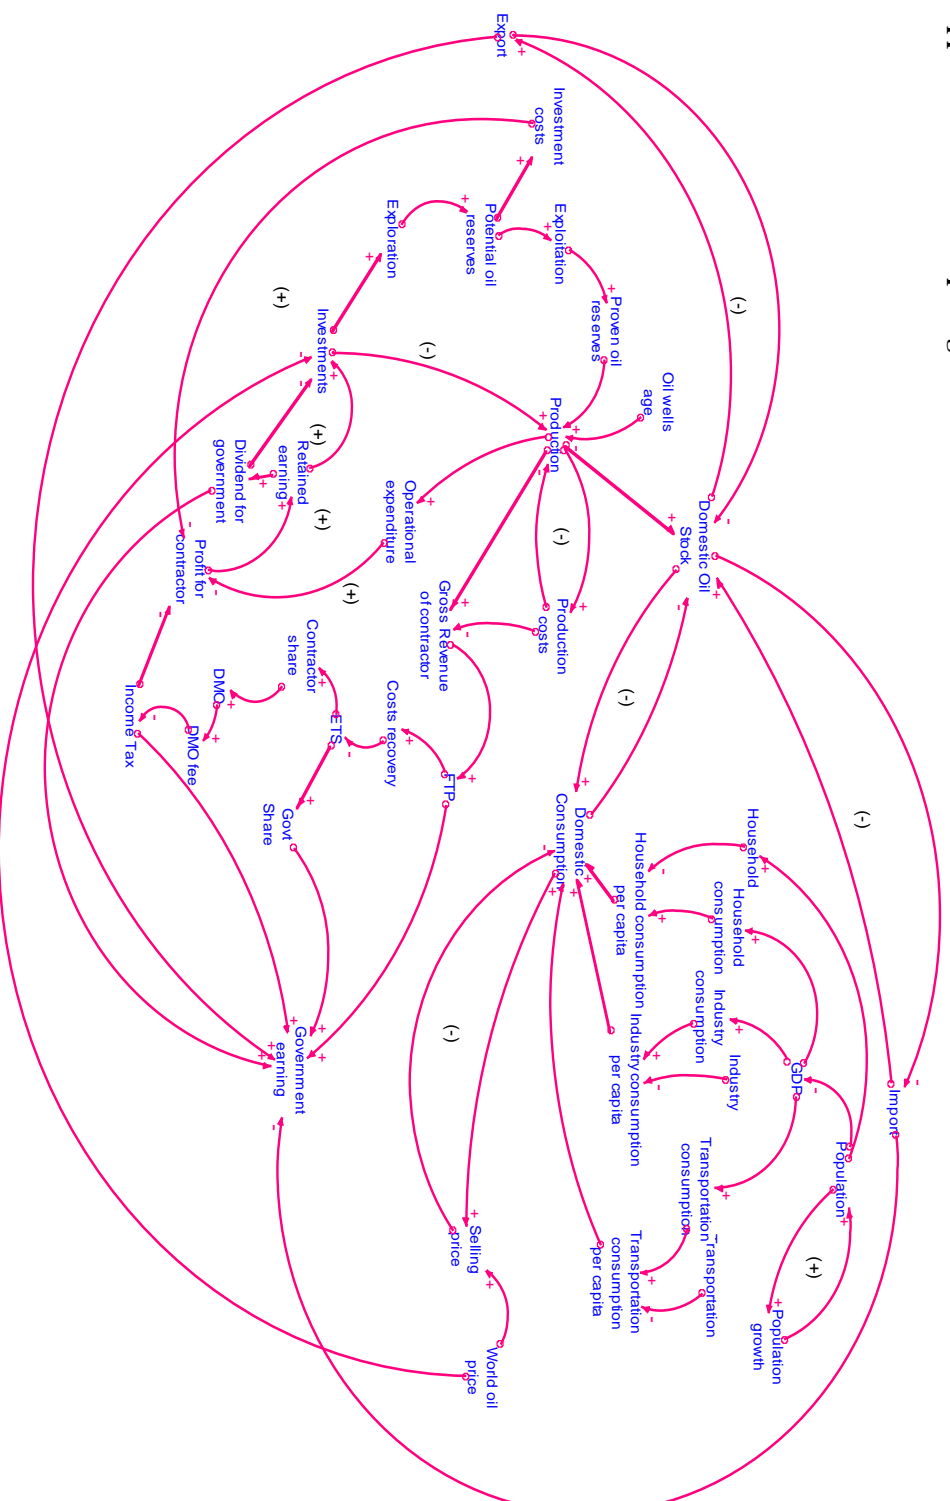 Export
Investment
costs
Exploration
Potential oil
reserves
Exploitation
Proven oil
reserves
Oil wells
age
Investments
Production
Domestic Oil
Stock
Retained
earning
Dividend for
government
Operational
expenditure
Profit for
contractor
Production
costs
Gross Revenue
of contractor
Contractor
share
Costs recovery
FTP
ETS
DMO
DMO fee
Income Tax
Govt
Share
Domestic
Consumption
Household
Household
consumption
Household consumption
per capita
Industry
consumption
Industry
Industry consumption
per capita
GDP
Import
Population
Population
growth
Transportation
consumption
Transportation
Transportation
consumption
per capita
Government
earning
Selling
price
World oil
price
(-)
(-)
(-)
(-)
(-)
(-)
(+)
(+)
(+)
(+)
(+)